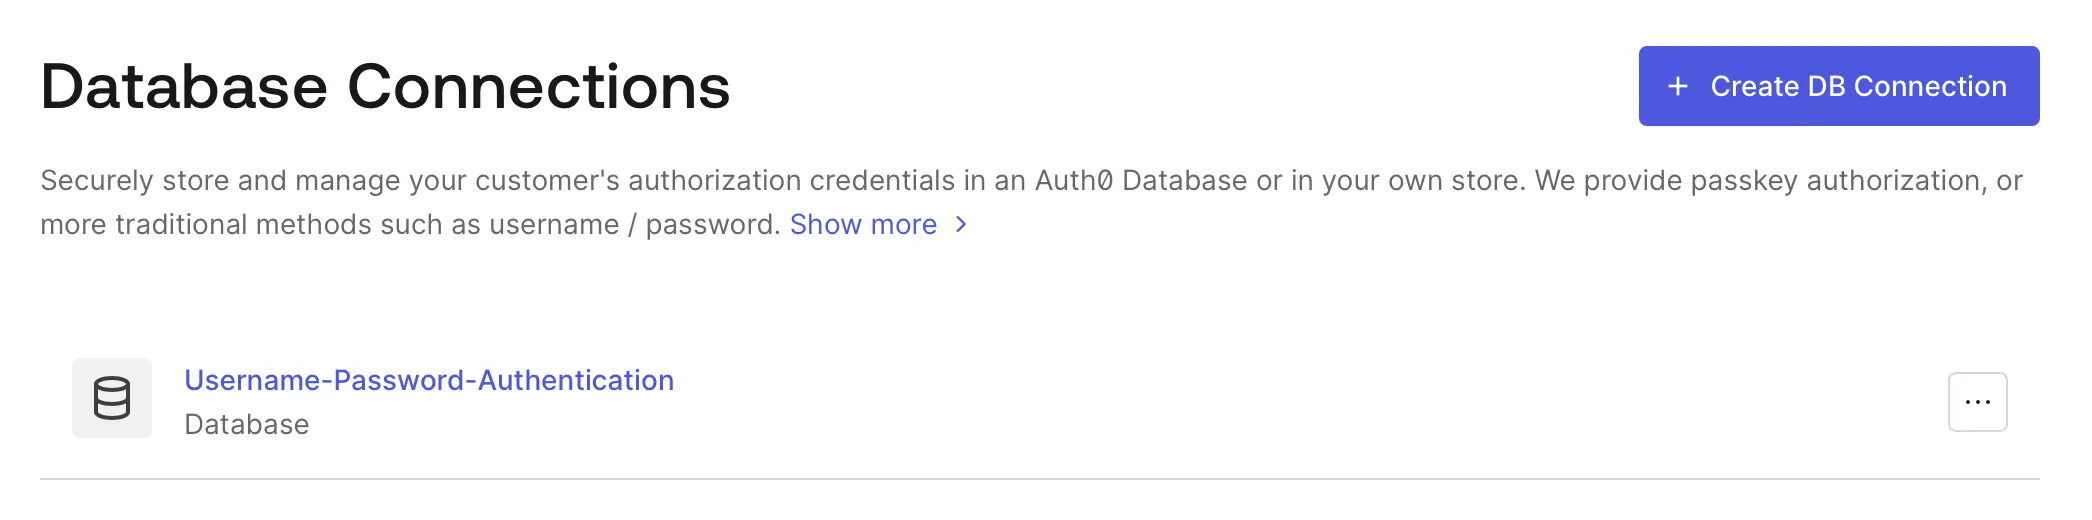 Database Connections
+ Create DB Connection
Securely store and manage your customer's authorization credentials in an Auth0 Database or in your own store. We provide passkey authorization, or
more traditional methods such as username / password. Show more >
Username-Password-Authentication
Database
...